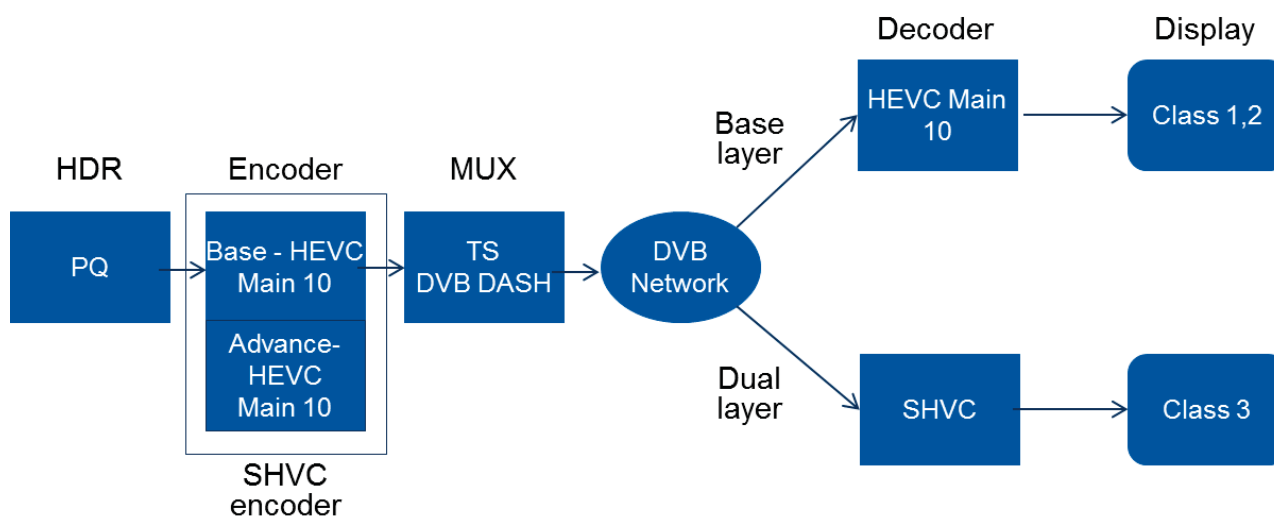 HDR
PQ
Encoder
Base - HEVC
Main 10
Advance-
HEVC
Main 10
SHVC
encoder
MUX
TS
DVB DASH
DVB
Network
Base
layer
Dual
layer
Decoder
HEVC Main
10
SHVC
Display
Class 1,2
Class 3